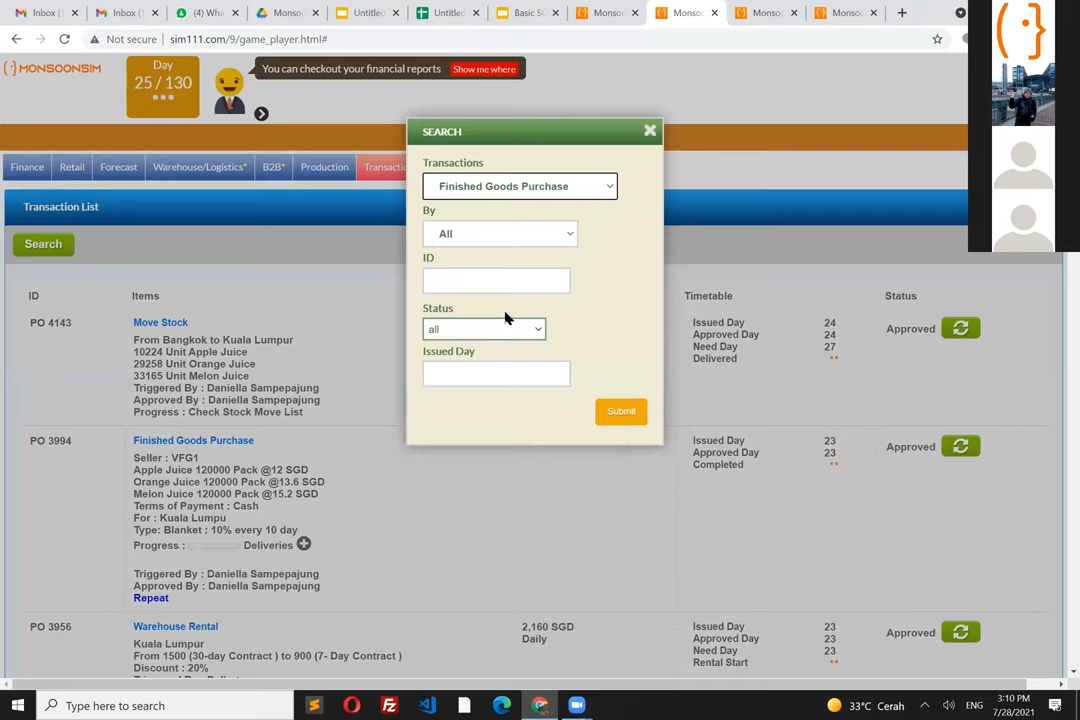 Inbox (1
Inbox (1
(4) Wha
Monsoo
Untitled
Untitled
Basic SC
Monsoo
Monsoo
Monsoo
Monsoo
Not secure
sim111.com/9/game_player.html#
MONSOONSIM
Day
25 / 130
You can checkout your financial reports
Show me where
Finance
Retail
Forecast
Warehouse/Logistics*
B2B*
Production
Transactio
Transaction List
Search
ID
Items
Timetable
Status
PO 4143
Move Stock
From Bangkok to Kuala Lumpur
10224 Unit Apple Juice
29258 Unit Orange Juice
33165 Unit Melon Juice
Triggered By : Daniella Sampepajung
Approved By : Daniella Sampepajung
Progress : Check Stock Move List
Issued Day 24
Approved Day 24
Need Day 27
Delivered
Approved
PO 3994
Finished Goods Purchase
Seller : VFG1
Apple Juice 120000 Pack @12 SGD
Orange Juice 120000 Pack @13.6 SGD
Melon Juice 120000 Pack @15.2 SGD
Terms of Payment : Cash
For : Kuala Lumpu
Type: Blanket : 10% every 10 day
Progress : Deliveries
Triggered By : Daniella Sampepajung
Approved By : Daniella Sampepajung
Repeat
Issued Day 23
Approved Day 23
Completed
Approved
PO 3956
Warehouse Rental
Kuala Lumpur
From 1500 (30-day Contract ) to 900 (7- Day Contract )
Discount : 20%
2,160 SGD
Daily
Issued Day 23
Approved Day 23
Need Day 23
Rental Start
Approved
SEARCH
Transactions
Finished Goods Purchase
By
All
ID
Status
all
Issued Day
Submit
Type here to search
33°C Cerah
ENG
3:10 PM
7/28/2021